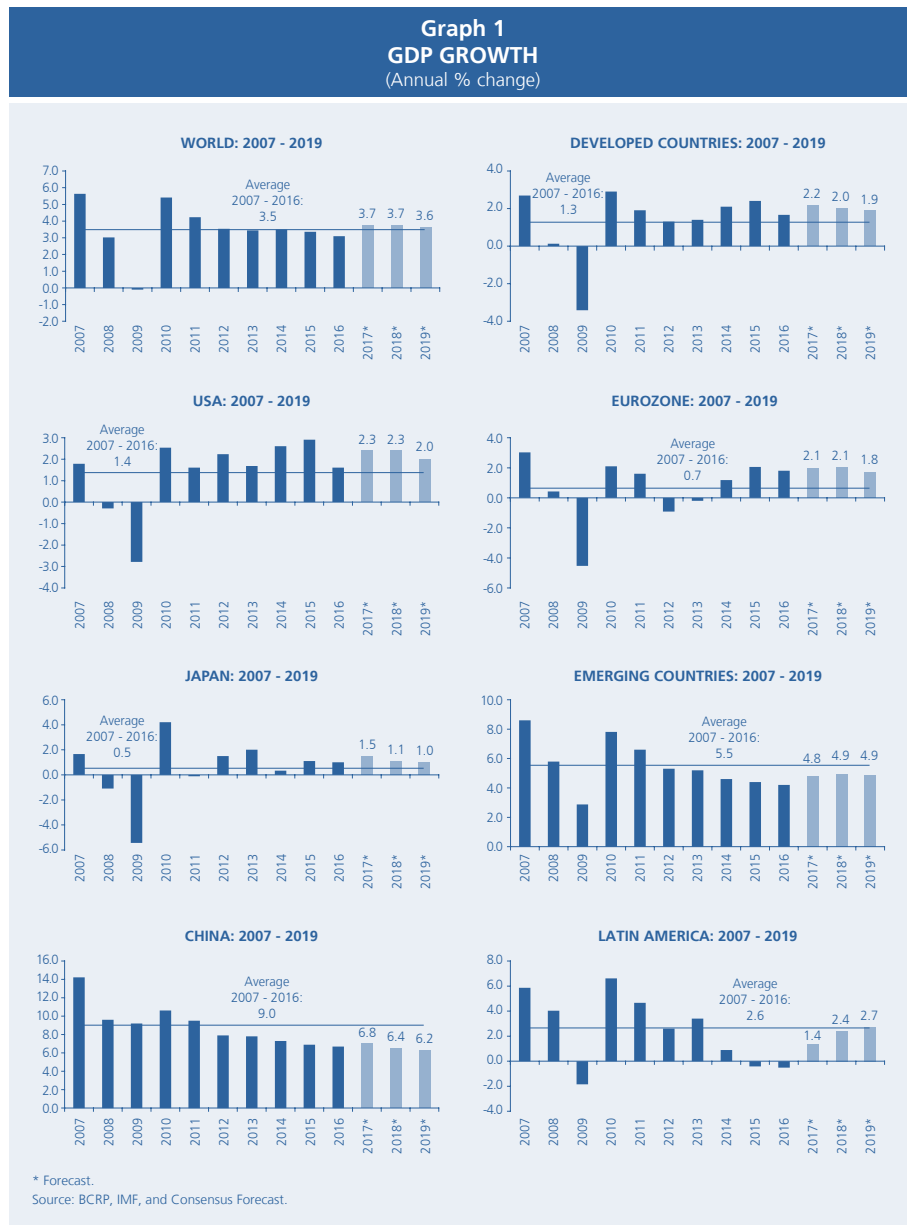 Graph 1
GDP GROWTH
(Annual % change)
WORLD: 2007 - 2019
7.0
6.0
5.0
4.0
3.0
2.0
1.0
0.0
-1.0
-2.0
Average
2007 - 2016:
3.5
3.7 3.7 3.6
2007 2008 2009 2010 2011 2012 2013 2014 2015 2016 2017* 2018* 2019*
DEVELOPED COUNTRIES: 2007 - 2019
4.0
2.0
0.0
-2.0
-4.0
Average
2007 - 2016:
1.3
2.2 2.0 1.9
2007 2008 2009 2010 2011 2012 2013 2014 2015 2016 2017* 2018* 2019*
USA: 2007 - 2019
3.0
2.0
1.0
0.0
-1.0
-2.0
-3.0
-4.0
Average
2007 - 2016:
1.4
2.3 2.3 2.0
2007 2008 2009 2010 2011 2012 2013 2014 2015 2016 2017* 2018* 2019*
EUROZONE: 2007 - 2019
4.0
2.0
0.0
-2.0
-4.0
-6.0
Average
2007 - 2016:
0.7
2.1 2.1 1.8
2007 2008 2009 2010 2011 2012 2013 2014 2015 2016 2017* 2018* 2019*
JAPAN: 2007 - 2019
6.0
4.0
2.0
0.0
-2.0
-4.0
-6.0
Average
2007 - 2016:
0.5
1.5 1.1 1.0
2007 2008 2009 2010 2011 2012 2013 2014 2015 2016 2017* 2018* 2019*
EMERGING COUNTRIES: 2007 - 2019
10.0
8.0
6.0
4.0
2.0
0.0
Average
2007 - 2016:
5.5
4.8 4.9 4.9
2007 2008 2009 2010 2011 2012 2013 2014 2015 2016 2017* 2018* 2019*
CHINA: 2007 - 2019
16.0
14.0
12.0
10.0
8.0
6.0
4.0
2.0
0.0
Average
2007 - 2016:
9.0
6.8 6.4 6.2
2007 2008 2009 2010 2011 2012 2013 2014 2015 2016 2017* 2018* 2019*
LATIN AMERICA: 2007 - 2019
8.0
6.0
4.0
2.0
0.0
-2.0
-4.0
Average
2007 - 2016:
2.6
1.4 2.4 2.7
2007 2008 2009 2010 2011 2012 2013 2014 2015 2016 2017* 2018* 2019*
* Forecast.
Source: BCRP, IMF, and Consensus Forecast.